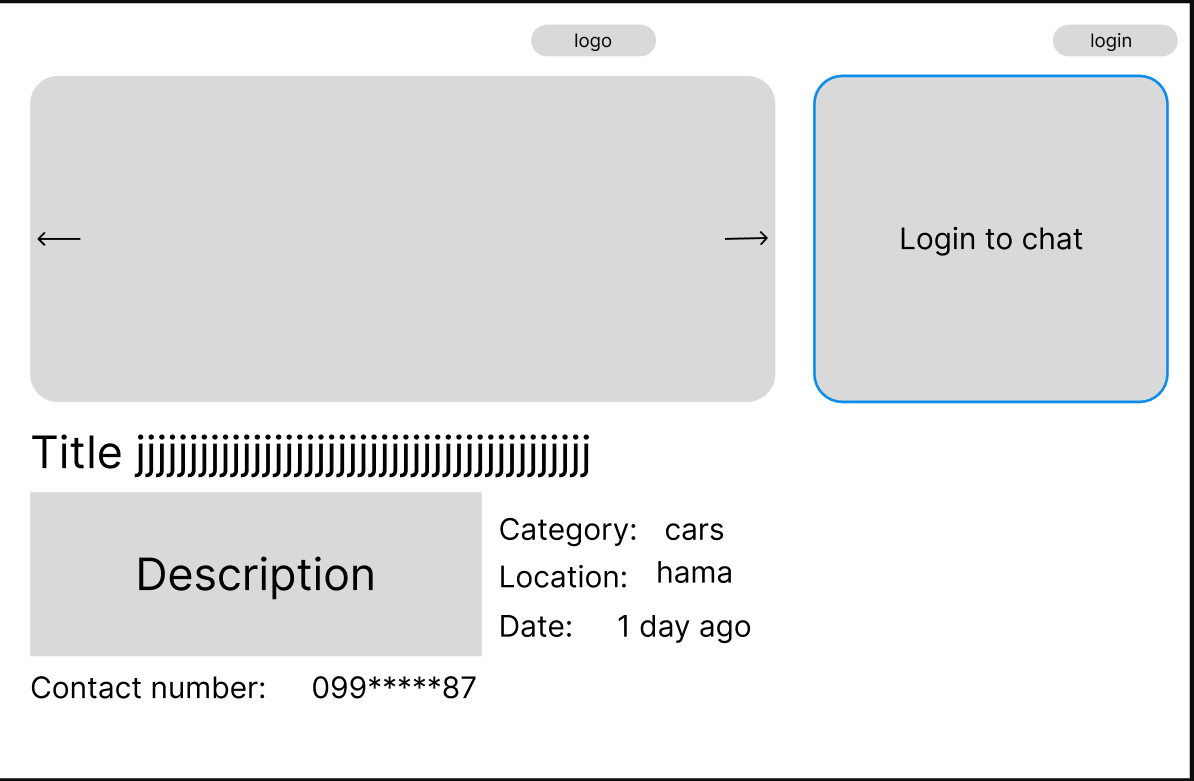 logo
login
Login to chat
Title jjjjjjjjjjjjjjjjjjjjjjjjjjjjjjjjjjjjjjjjjjj
Description
Category: cars
Location: hama
Date: 1 day ago
Contact number: 099*****87